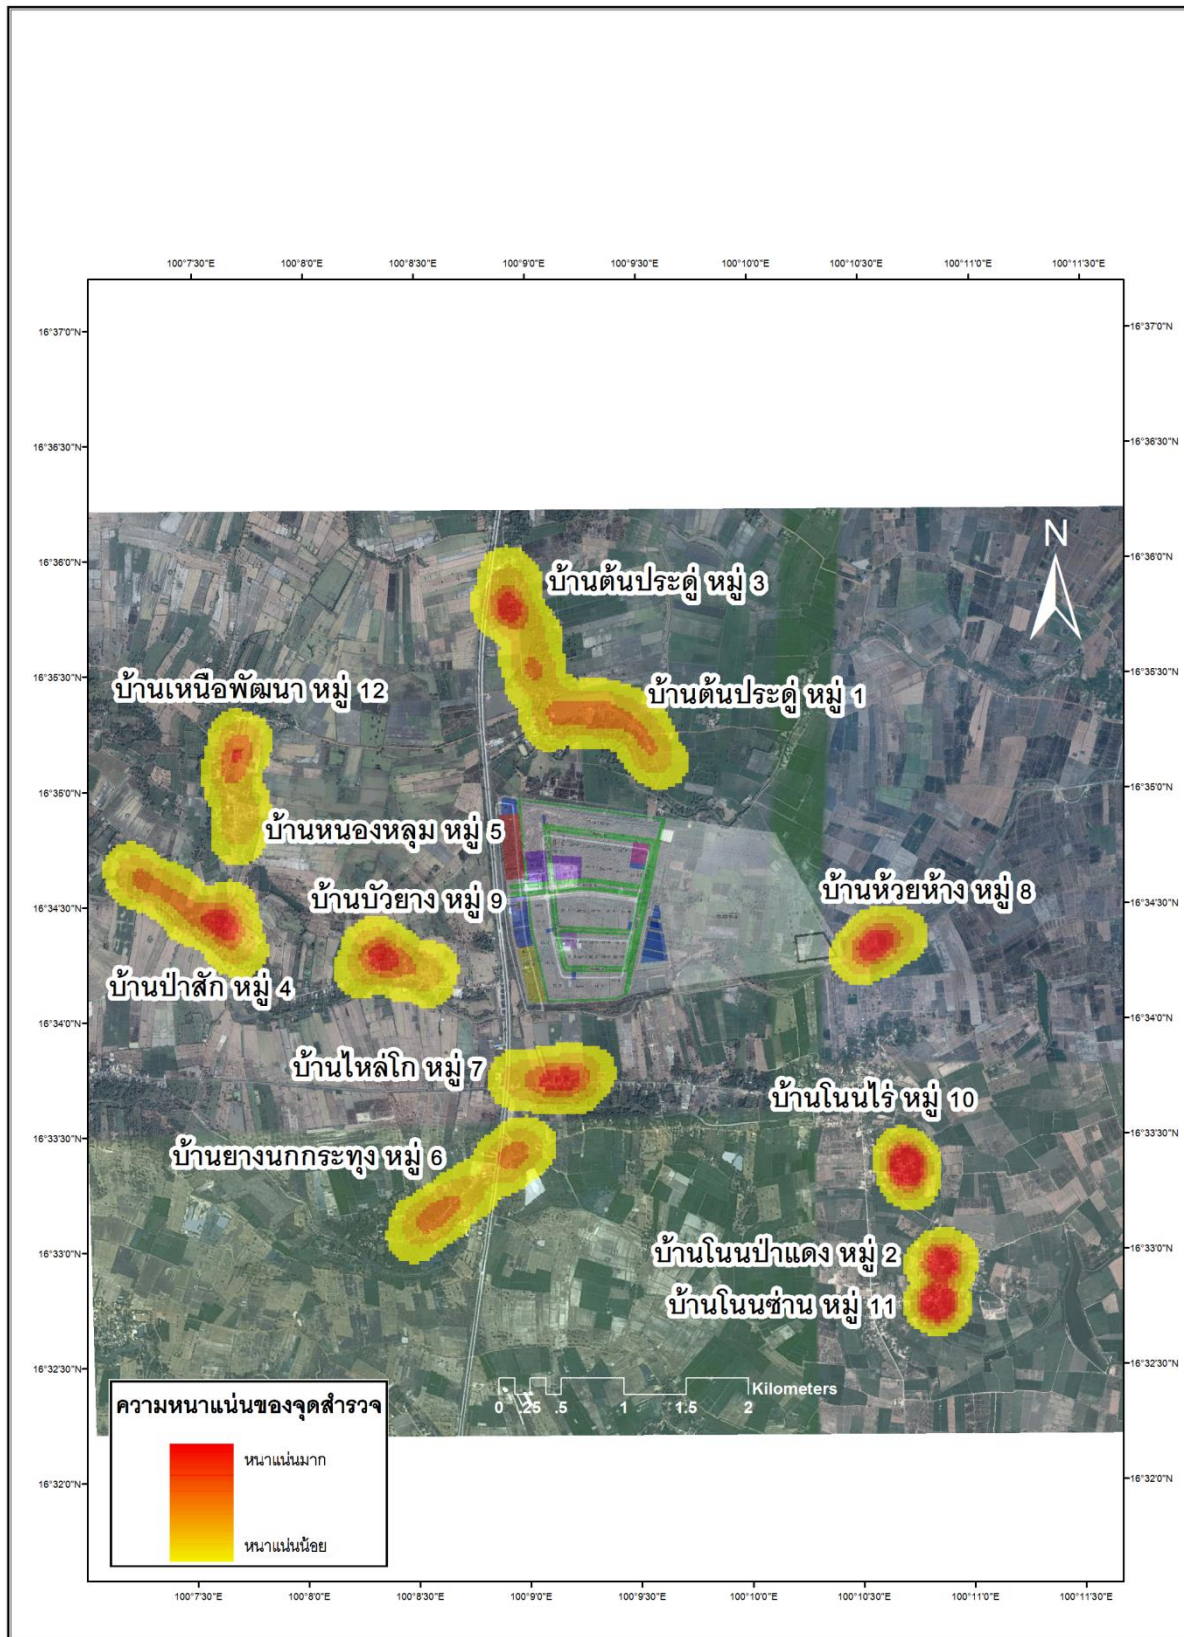 100°7'30"E 100°8'0"E 100°8'30"E 100°9'0"E 100°9'30"E 100°10'0"E 100°10'30"E 100°11'0"E 100°11'30"E
16°37'0"N 16°37'0"N
16°36'30"N 16°36'30"N
N
16°36'0"N 16°36'0"N
บ้านต้นประดู่ หมู่ 3
16°35'30"N 16°35'30"N
บ้านเหนือพัฒนา หมู่ 12
บ้านต้นประดู่ หมู่ 1
16°35'0"N 16°35'0"N
บ้านหนองหลุม หมู่ 5
บ้านบัวยาง หมู่ 9
บ้านห้วยห้าง หมู่ 8
16°34'30"N 16°34'30"N
บ้านป่าสัก หมู่ 4
16°34'0"N 16°34'0"N
บ้านไหล่โก หมู่ 7
บ้านโนนไร่ หมู่ 10
16°33'30"N 16°33'30"N
บ้านยางนกกระทุง หมู่ 6
16°33'0"N 16°33'0"N
บ้านโนนป่าแดง หมู่ 2
บ้านโนนซ่าน หมู่ 11
16°32'30"N 16°32'30"N
Kilometers
0 .25 .5 1 1.5 2
ความหนาแน่นของจุดสำรวจ
หนาแน่นมาก
16°32'0"N 16°32'0"N
หนาแน่นน้อย
100°7'30"E 100°8'0"E 100°8'30"E 100°9'0"E 100°9'30"E 100°10'0"E 100°10'30"E 100°11'0"E 100°11'30"E